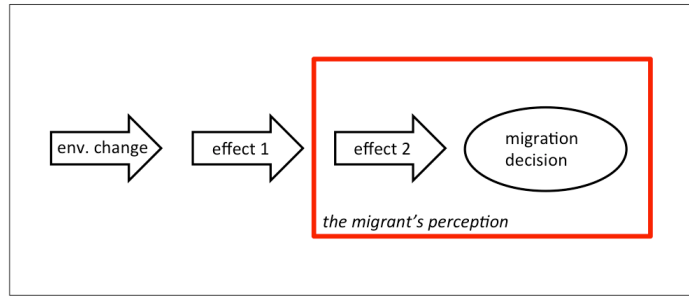 env. change
effect 1
effect 2
migration
decision
the migrant's perception